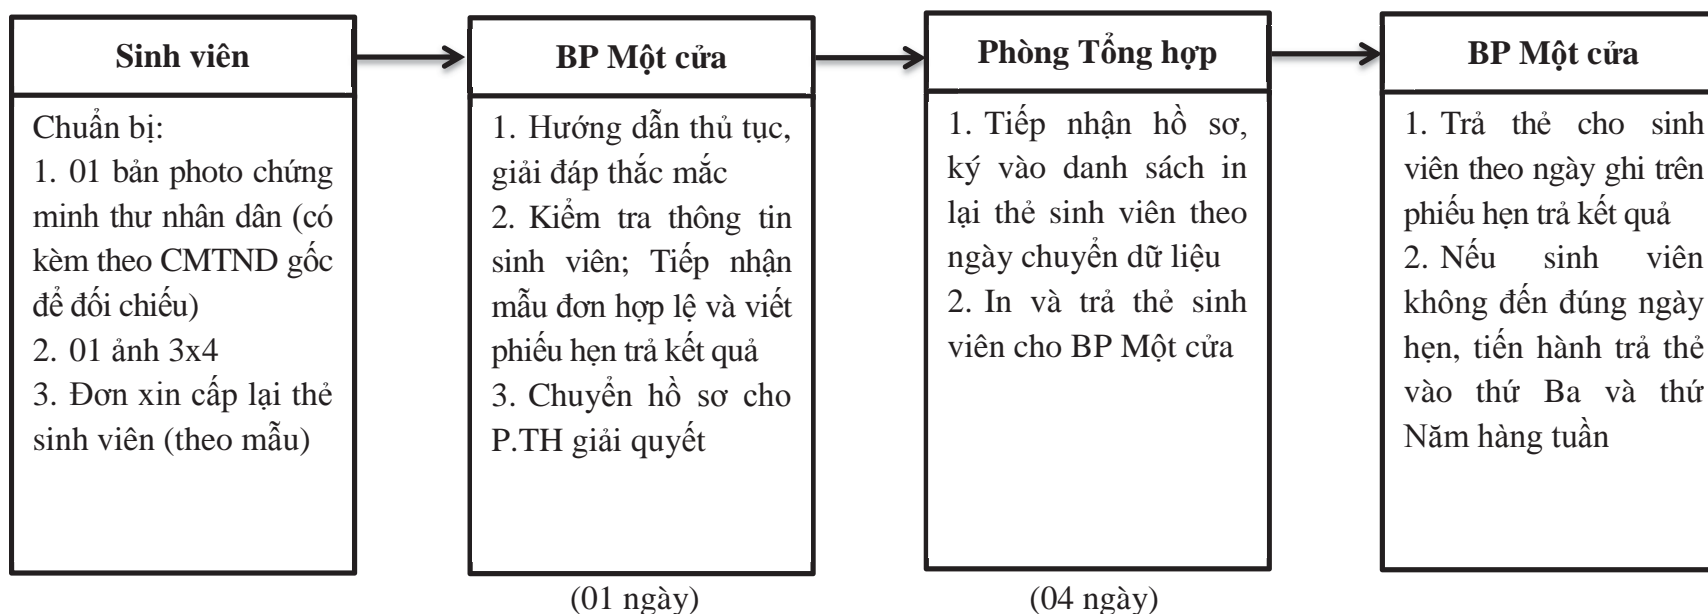 Sinh viên
Chuẩn bị:
1. 01 bản photo chứng
minh thư nhân dân (có
kèm theo CMTND gốc
để đối chiếu)
2. 01 ảnh 3x4
3. Đơn xin cấp lại thẻ
sinh viên (theo mẫu)
BP Một cửa
1. Hướng dẫn thủ tục,
giải đáp thắc mắc
2. Kiểm tra thông tin
sinh viên; Tiếp nhận
mẫu đơn hợp lệ và viết
phiếu hẹn trả kết quả
3. Chuyển hồ sơ cho
P.TH giải quyết
(01 ngày)
Phòng Tổng hợp
1. Tiếp nhận hồ sơ,
ký vào danh sách in
lại thẻ sinh viên theo
ngày chuyển dữ liệu
2. In và trả thẻ sinh
viên cho BP Một cửa
(04 ngày)
BP Một cửa
1. Trả thẻ cho sinh
viên theo ngày ghi trên
phiếu hẹn trả kết quả
2. Nếu sinh viên
không đến đúng ngày
hẹn, tiến hành trả thẻ
vào thứ Ba và thứ
Năm hàng tuần